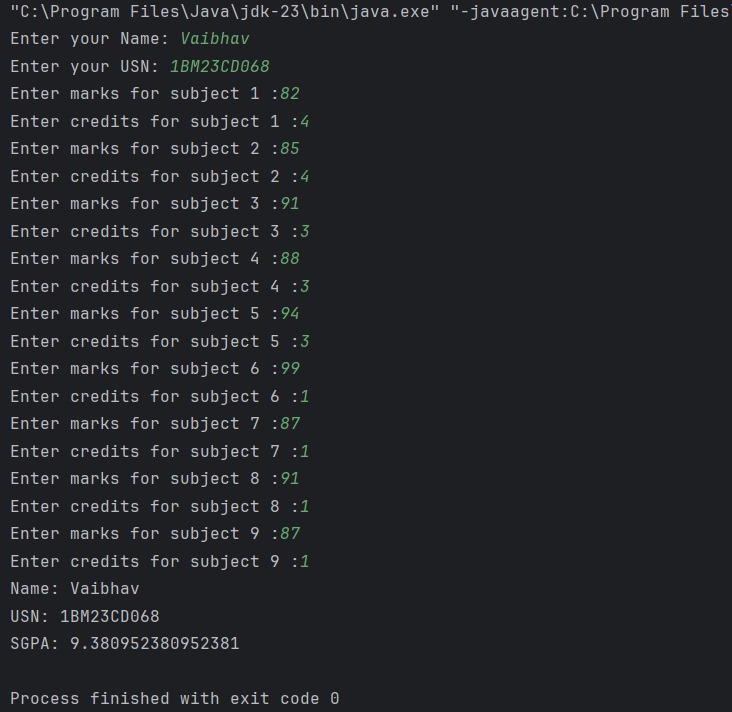 "C:\Program Files\Java\jdk-23\bin\java.exe" "-javaagent:C:\Program Files
Enter your Name: Vaibhav
Enter your USN: 1BM23CD068
Enter marks for subject 1 :82
Enter credits for subject 1 :4
Enter marks for subject 2 :85
Enter credits for subject 2 :4
Enter marks for subject 3 :91
Enter credits for subject 3 :3
Enter marks for subject 4 :88
Enter credits for subject 4 :3
Enter marks for subject 5 :94
Enter credits for subject 5 :3
Enter marks for subject 6 :99
Enter credits for subject 6 :1
Enter marks for subject 7 :87
Enter credits for subject 7 :1
Enter marks for subject 8 :91
Enter credits for subject 8 :1
Enter marks for subject 9 :87
Enter credits for subject 9 :1
Name: Vaibhav
USN: 1BM23CD068
SGPA: 9.380952380952381
Process finished with exit code 0